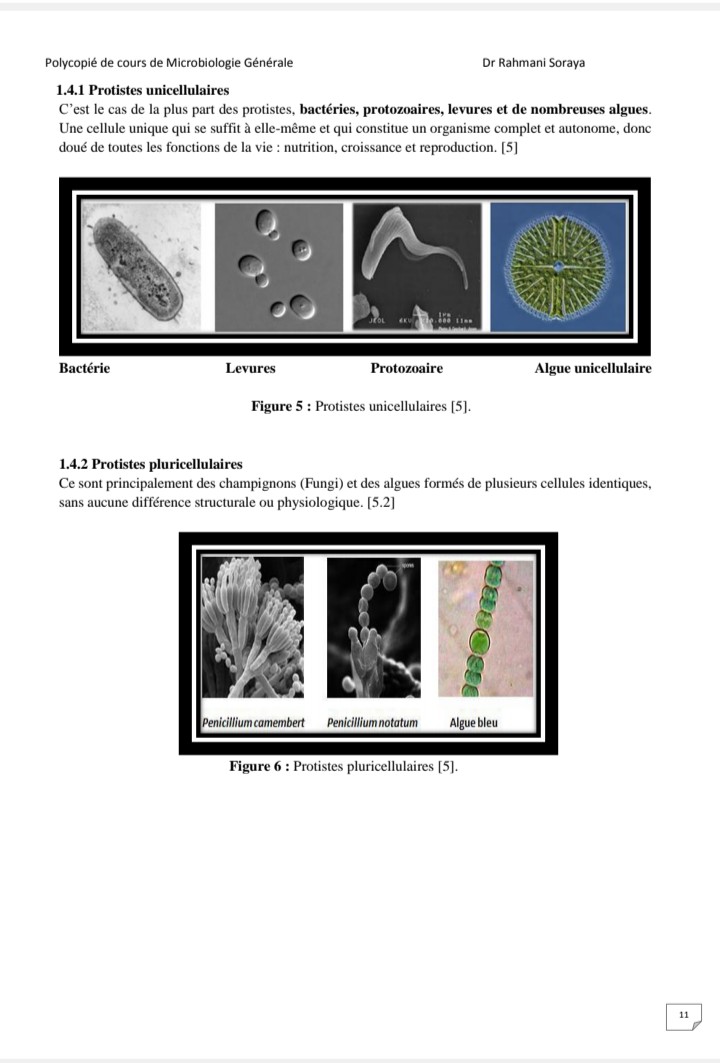 Polycopié de cours de Microbiologie Générale Dr Rahmani Soraya
1.4.1 Protistes unicellulaires
C'est le cas de la plus part des protistes, bactéries, protozoaires, levures et de nombreuses algues.
Une cellule unique qui se suffit à elle-même et qui constitue un organisme complet et autonome, donc
doué de toutes les fonctions de la vie : nutrition, croissance et reproduction. [5]
JEOL
Bactérie Levures Protozoaire Algue unicellulaire
Figure 5 : Protistes unicellulaires [5].
1.4.2 Protistes pluricellulaires
Ce sont principalement des champignons (Fungi) et des algues formés de plusieurs cellules identiques,
sans aucune différence structurale ou physiologique. [5.2]
Penicillium camembert Penicillium notatum Algue bleu
Figure 6 : Protistes pluricellulaires [5].
11